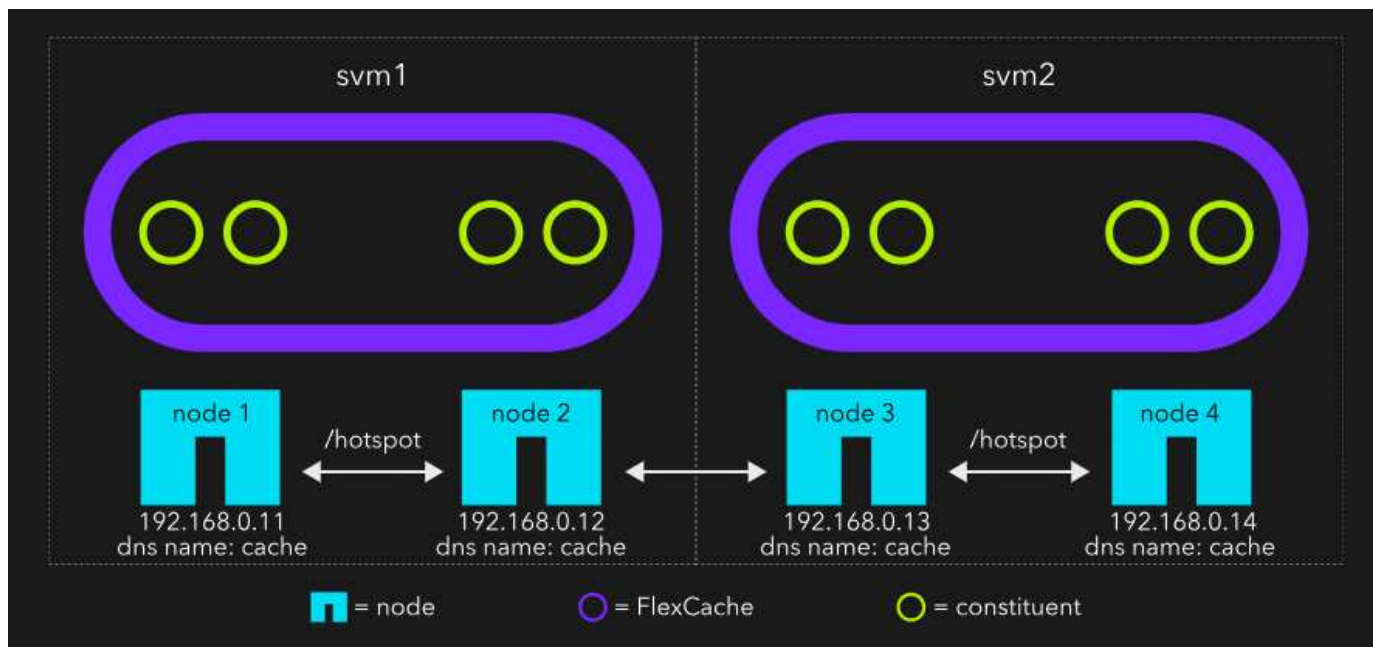 svm1
svm2
node 1
/hotspot
node 2
node 3
/hotspot
node 4
192.168.0.11
dns name: cache
192.168.0.12
dns name: cache
192.168.0.13
dns name: cache
192.168.0.14
dns name: cache
= node
= FlexCache
= constituent